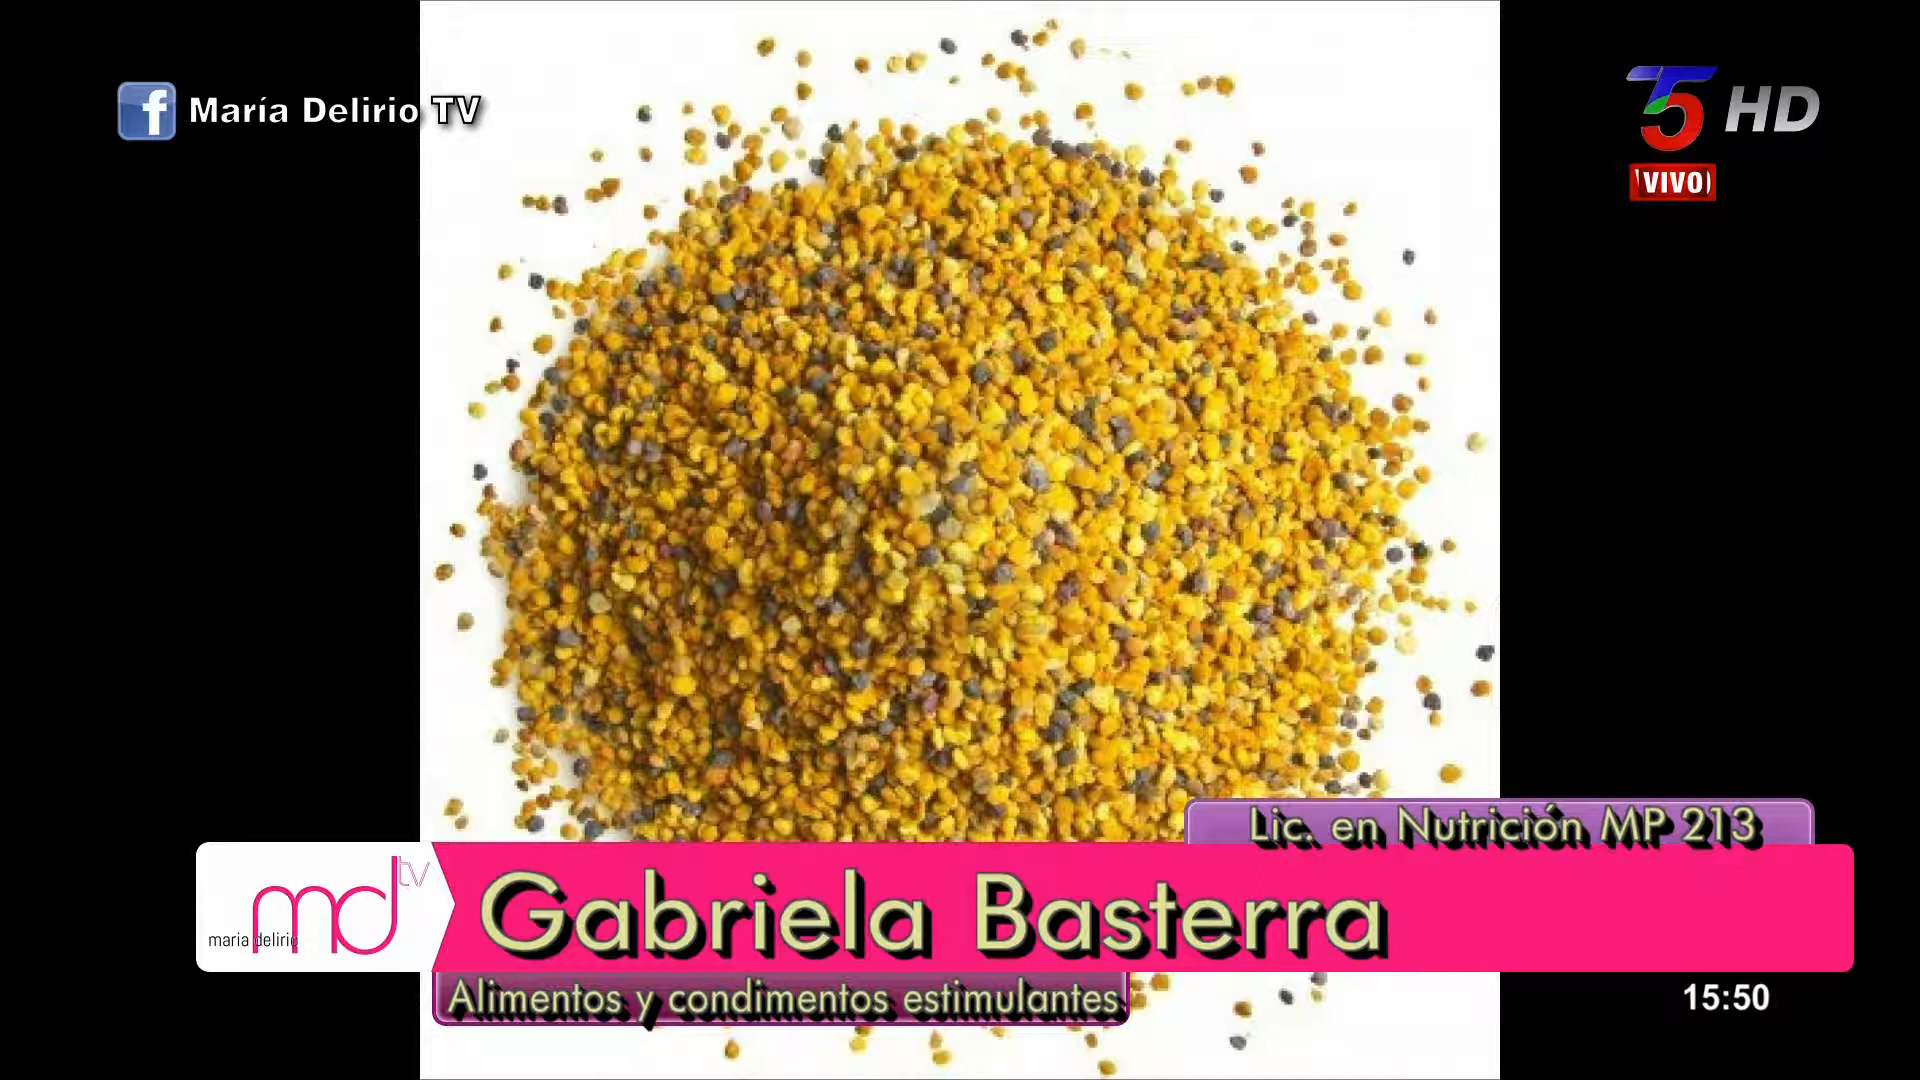 María Delirio TV
5 HD
VIVO
Lic. en Nutrición MP 213
md tv
maria delirio
Gabriela Basterra
Alimentos y condimentos estimulantes
15:50